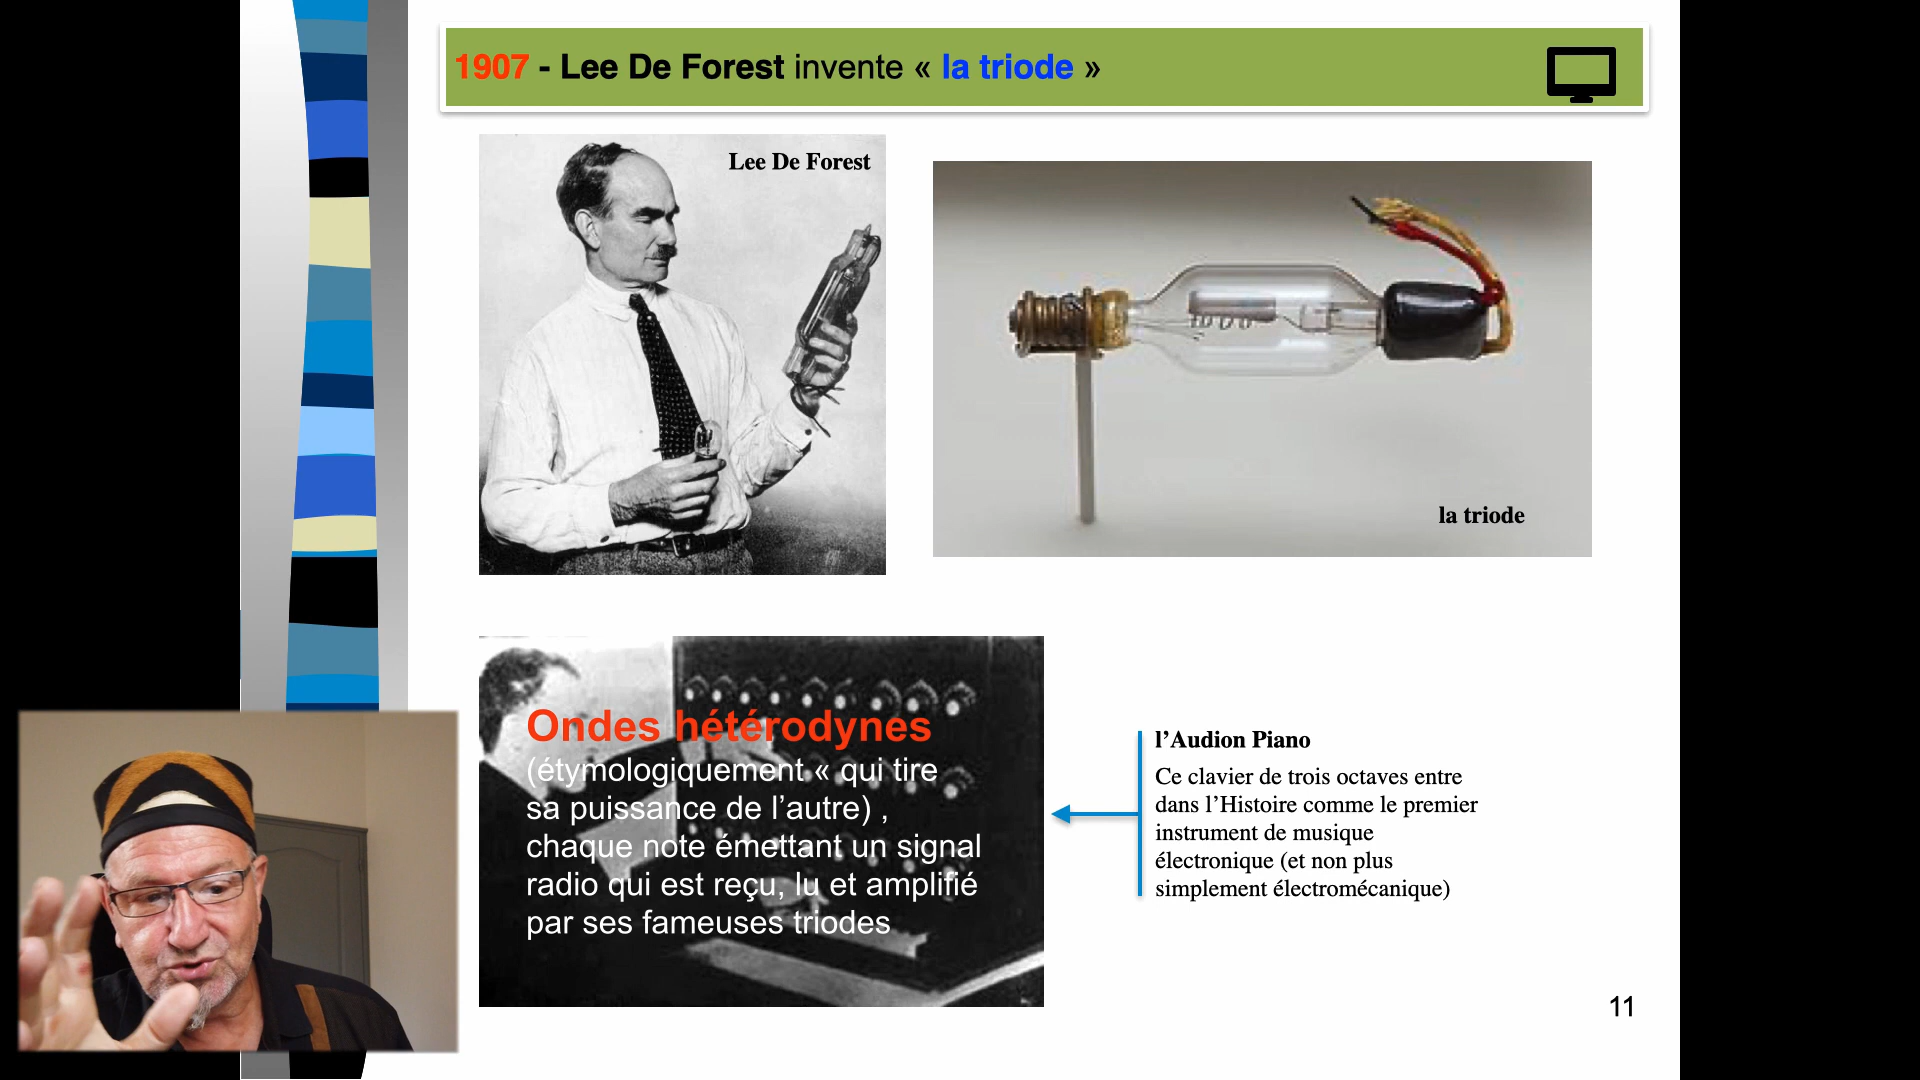 1907 - Lee De Forest invente « la triode »
Lee De Forest
la triode
Ondes hétérodynes
(étymologiquement « qui tire
sa puissance de l’autre) ,
chaque note émettant un signal
radio qui est reçu, lu et amplifié
par ses fameuses triodes
l’Audion Piano
Ce clavier de trois octaves entre
dans l’Histoire comme le premier
instrument de musique
électronique (et non plus
simplement électromécanique)
11